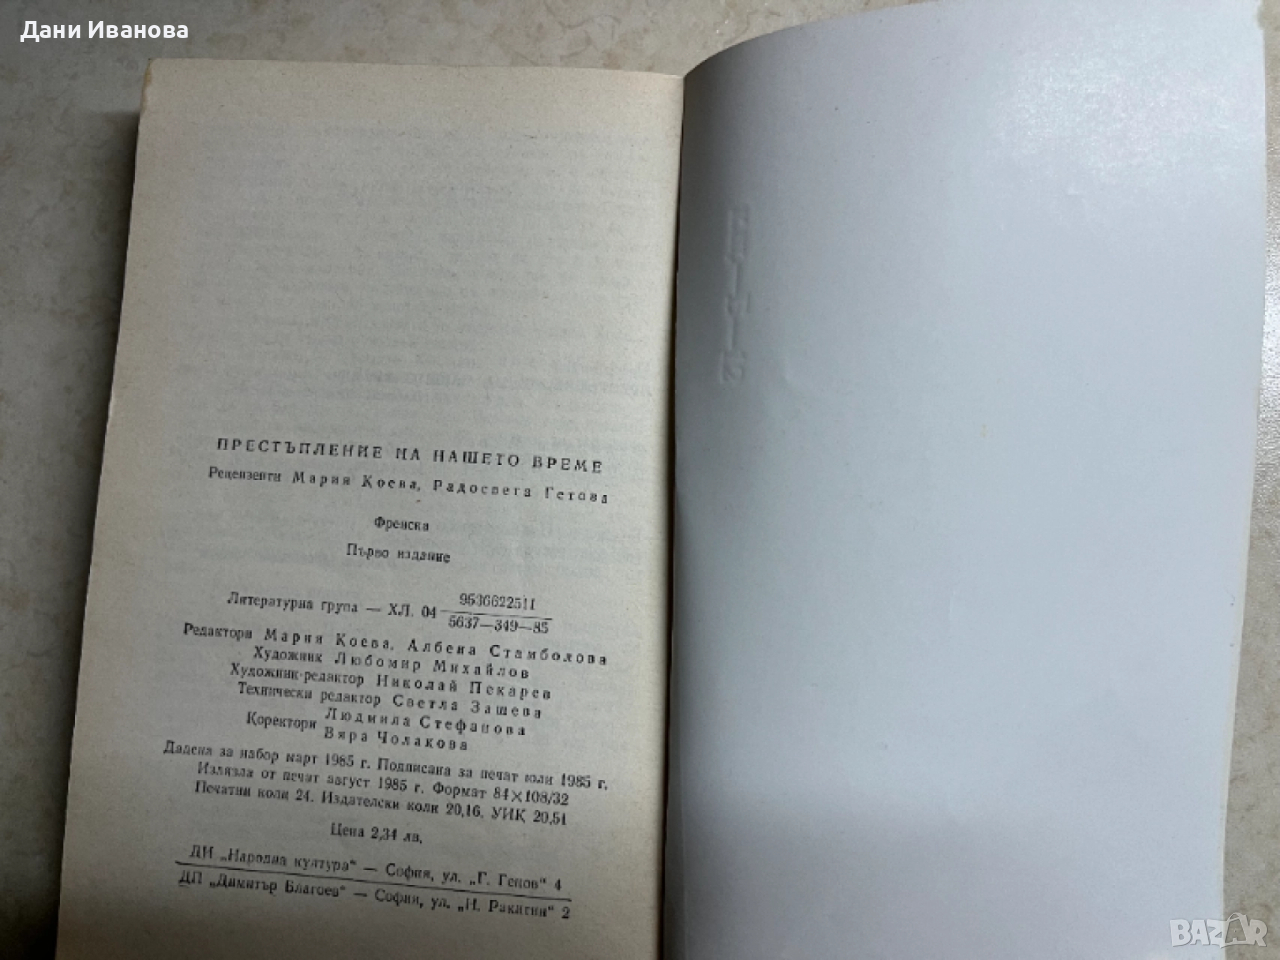 Дани Иванова
ПРЕСТЪПЛЕНИЕ НА НАШЕТО ВРЕМЕ
Рецензенти Мария Коева, Радосвета Гетова
Френска
Първо издание
Литературна група — ХЛ. 04 9536622511
5637—349—85
Редактори Мария Коева, Албена Стамболова
Художник Любомир Михайлов
Художник-редактор Николай Пекарев
Технически редактор Светла Зашева
Коректори Людмила Стефанова
Вяра Чолакова
Дадена за набор март 1985 г. Подписана за печат юли 1985 г.
Излязла от печат август 1985 г. Формат 84×108/32
Печатни коли 24. Издателски коли 20,16. УИК 20,51
Цена 2,34 лв.
ДИ „Народна култура“ — София, ул. „Г. Генов“ 4
ДП „Димитър Благоев“ — София, ул. „Н. Ракитин“ 2
BAZAR